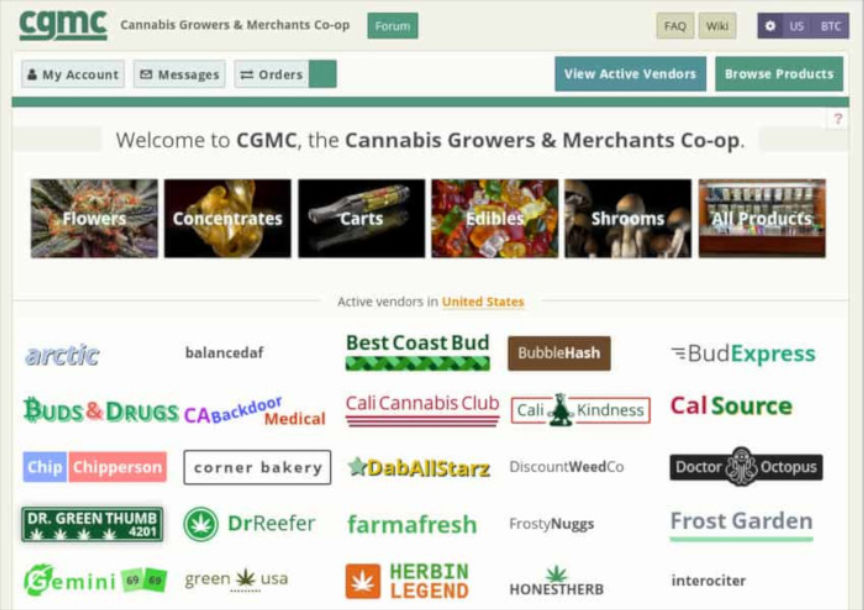 cgmc Cannabis Growers & Merchants Co-op Forum FAQ Wiki US BTC
My Account Messages Orders View Active Vendors Browse Products
?
Welcome to CGMC, the Cannabis Growers & Merchants Co-op.
Flowers Concentrates Carts Edibles Shrooms All Products
Active vendors in United States
arctic balancedaf Best Coast Bud BubbleHash BudExpress
Buds & Drugs CA Backdoor Medical Cali Cannabis Club Cali Kindness Cal Source
Chip Chipperson corner bakery DabAllStarz DiscountWeedCo Doctor Octopus
DR. GREEN THUMB 4201 DrReefer farmafresh FrostyNuggs Frost Garden
Gemini 69 69 green usa HERBIN LEGEND HONESTHERB interociter